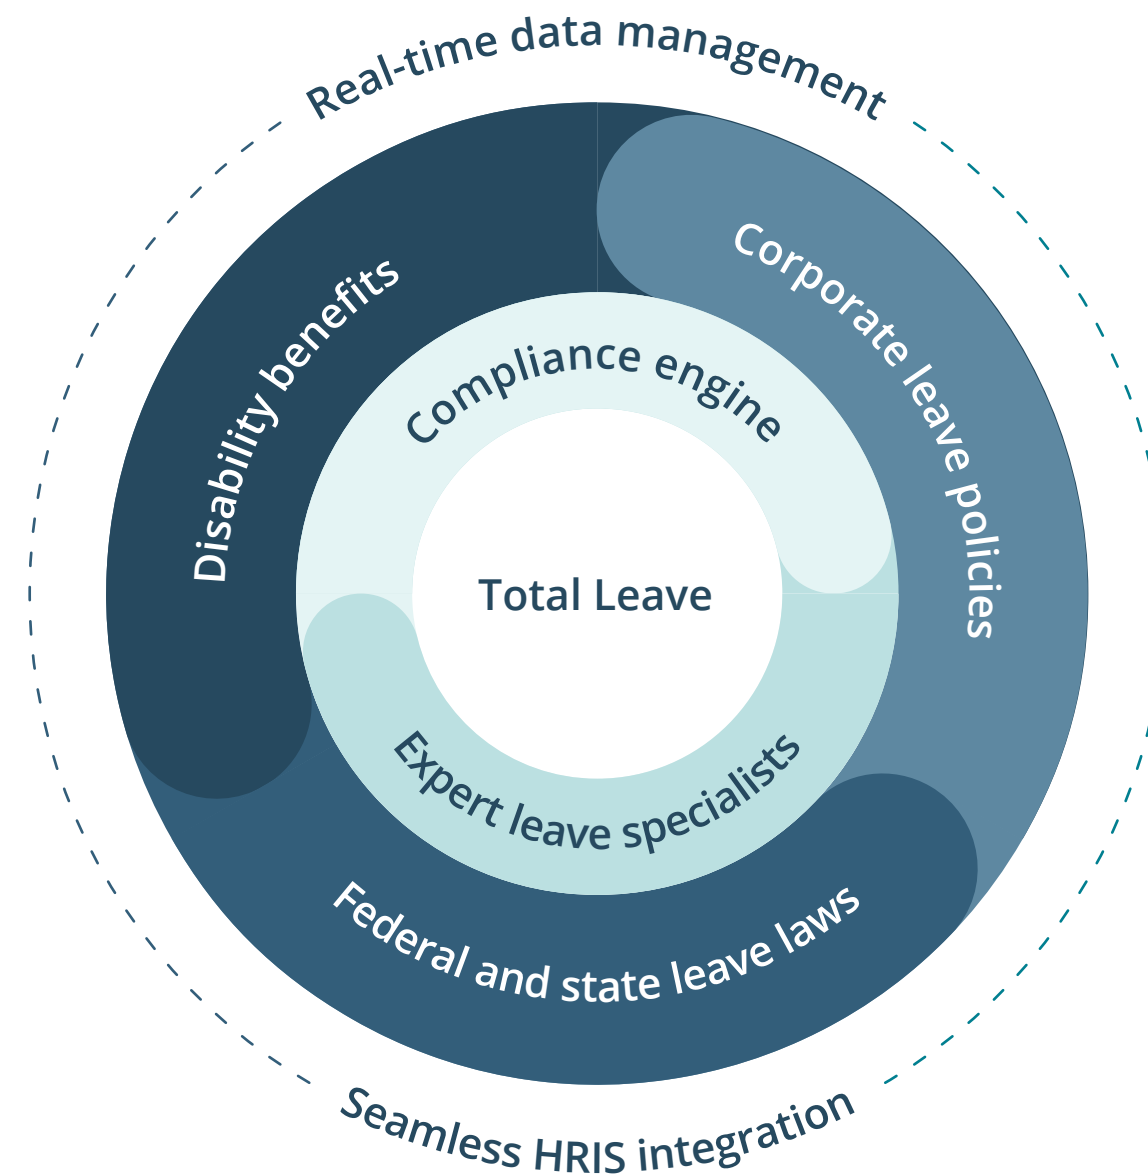 Real-time data management
Disability benefits
Corporate leave policies
Compliance engine
Total Leave
Expert leave specialists
Federal and state leave laws
Seamless HRIS integration